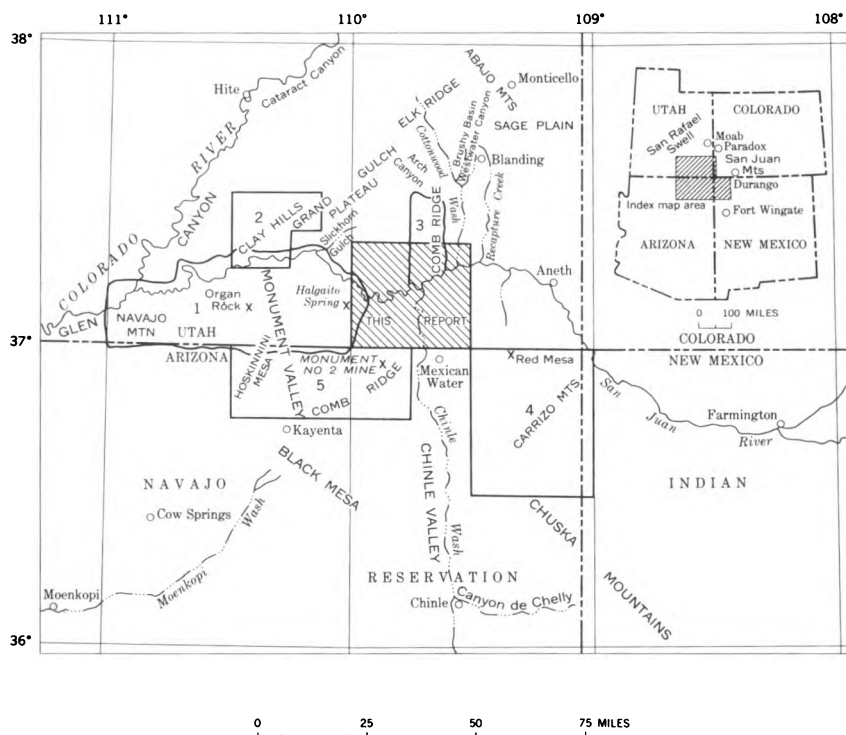 111° 110° 109° 108°
38°
Hite
Cataract Canyon
ABAJO MTS
Monticello
ELK RIDGE
SAGE PLAIN
Cottonwood
Wash
Brushy Basin
Westwater Canyon
Blanding
Recapture Creek
GULCH
Arch
Canyon
COLORADO RIVER
GLEN CANYON
2
CLAY HILLS
GRAND
PLATEAU
Slickhorn
Gulch
3
COMB RIDGE
Aneth
1
Organ
Rock X
Halgaito
Spring X
NAVAJO
MTN
UTAH
ARIZONA
THIS REPORT
MONUMENT VALLEY
HOSKINNINI
MESA
MONUMENT X
NO 2 MINE
5
COMB RIDGE
37°
Mexican
Water
X Red Mesa
COLORADO
NEW MEXICO
4
CARRIZO MTS
San Juan River
Farmington
Kayenta
BLACK MESA
Chinle Wash
CHINLE VALLEY
NAVAJO INDIAN
RESERVATION
Cow Springs
Moenkopi Wash
Moenkopi
CHUSKA
MOUNTAINS
Chinle
Canyon de Chelly
36°
UTAH
COLORADO
San Rafael
Swell
Moab
Paradox
San Juan
Mts
Durango
Index map area
Fort Wingate
ARIZONA
NEW MEXICO
0 100 MILES
0 25 50 75 MILES